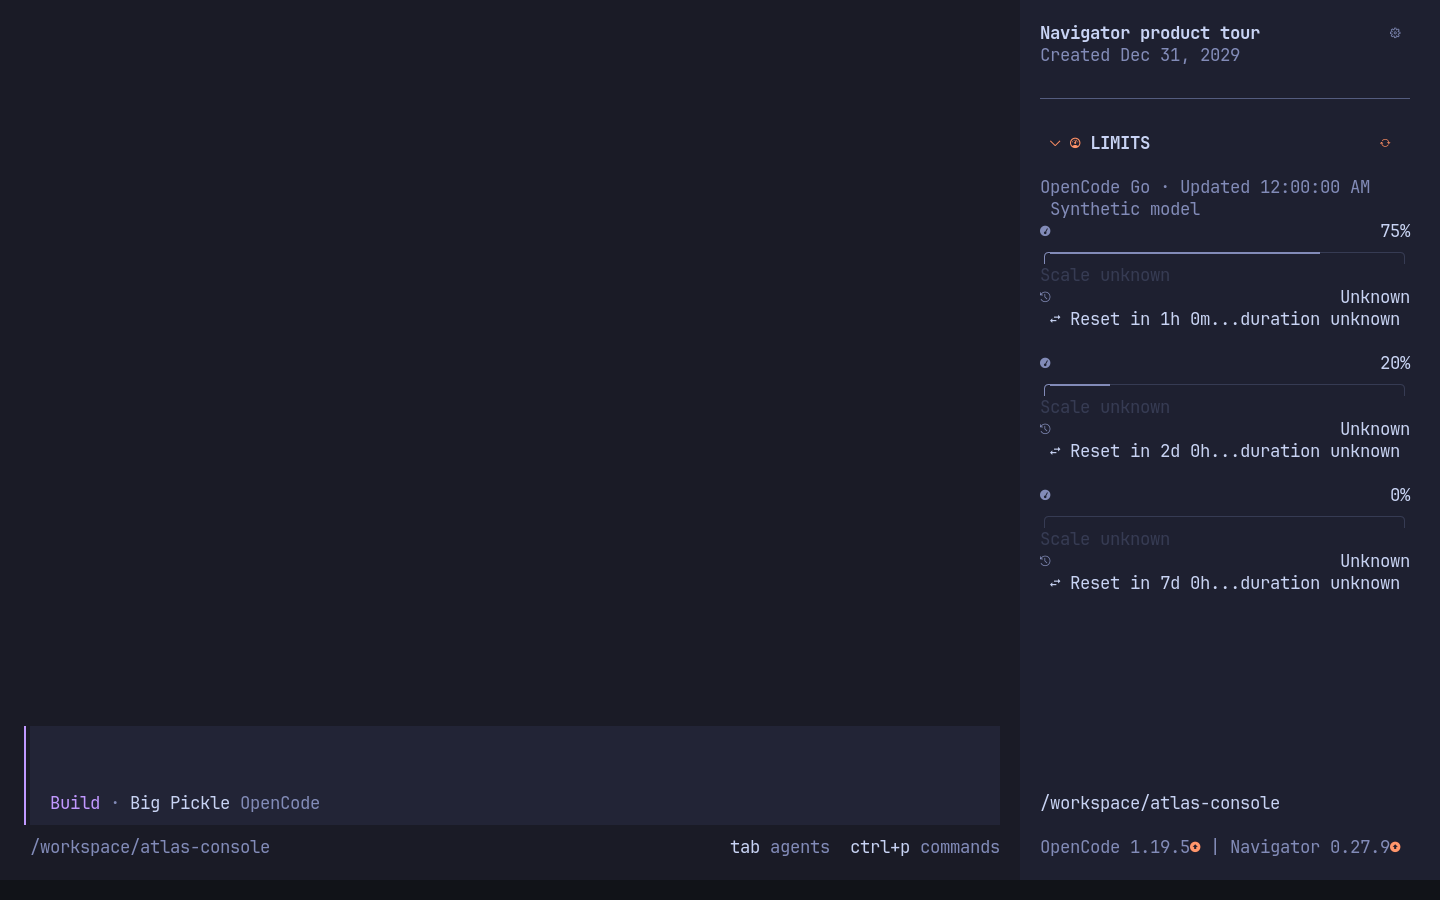 Navigator product tour
Created Dec 31, 2029
LIMITS
OpenCode Go · Updated 12:00:00 AM
Synthetic model
75%
Scale unknown
Unknown
Reset in 1h 0m...duration unknown
20%
Scale unknown
Unknown
Reset in 2d 0h...duration unknown
0%
Scale unknown
Unknown
Reset in 7d 0h...duration unknown
Build · Big Pickle OpenCode
/workspace/atlas-console
tab agents ctrl+p commands
/workspace/atlas-console
OpenCode 1.19.5 | Navigator 0.27.9